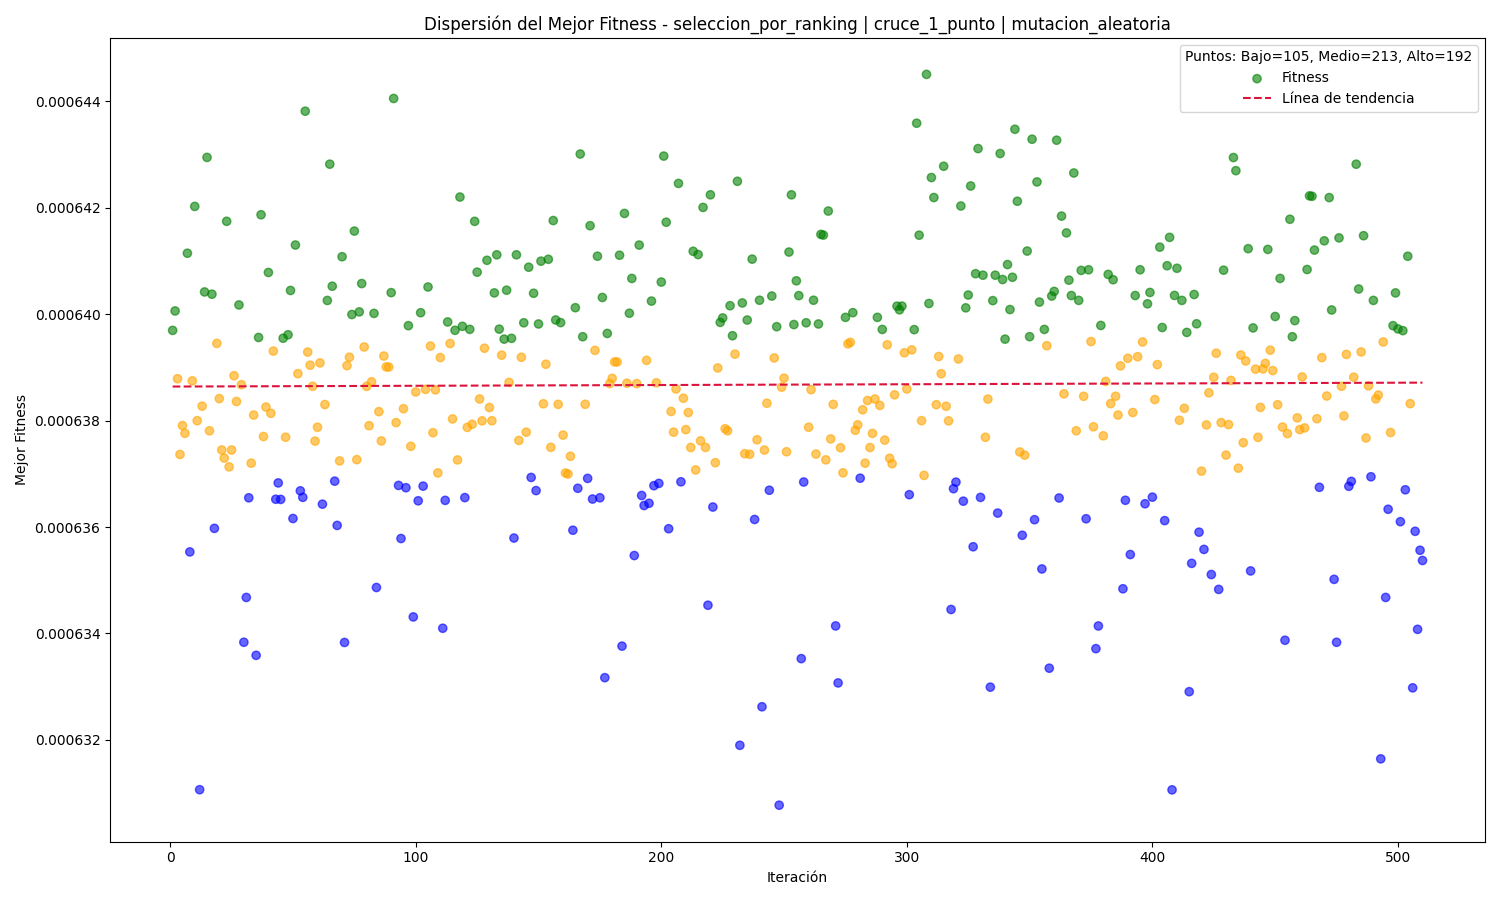 Dispersión del Mejor Fitness - seleccion_por_ranking | cruce_1_punto | mutacion_aleatoria
Puntos: Bajo=105, Medio=213, Alto=192
Fitness
Línea de tendencia
Mejor Fitness
0.000644
0.000642
0.000640
0.000638
0.000636
0.000634
0.000632
0
100
200
300
400
500
Iteración